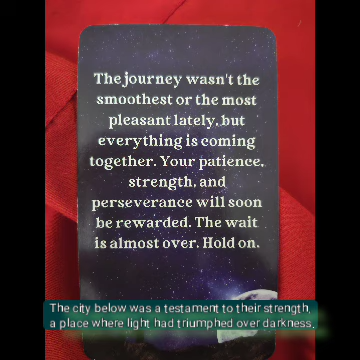 The journey wasn't the
smoothest or the most
pleasant lately, but
everything is coming
together. Your patience,
strength, and
perseverance will soon
be rewarded. The wait
is almost over. Hold on.
The city below was a testament to their strength,
a place where light had triumphed over darkness.